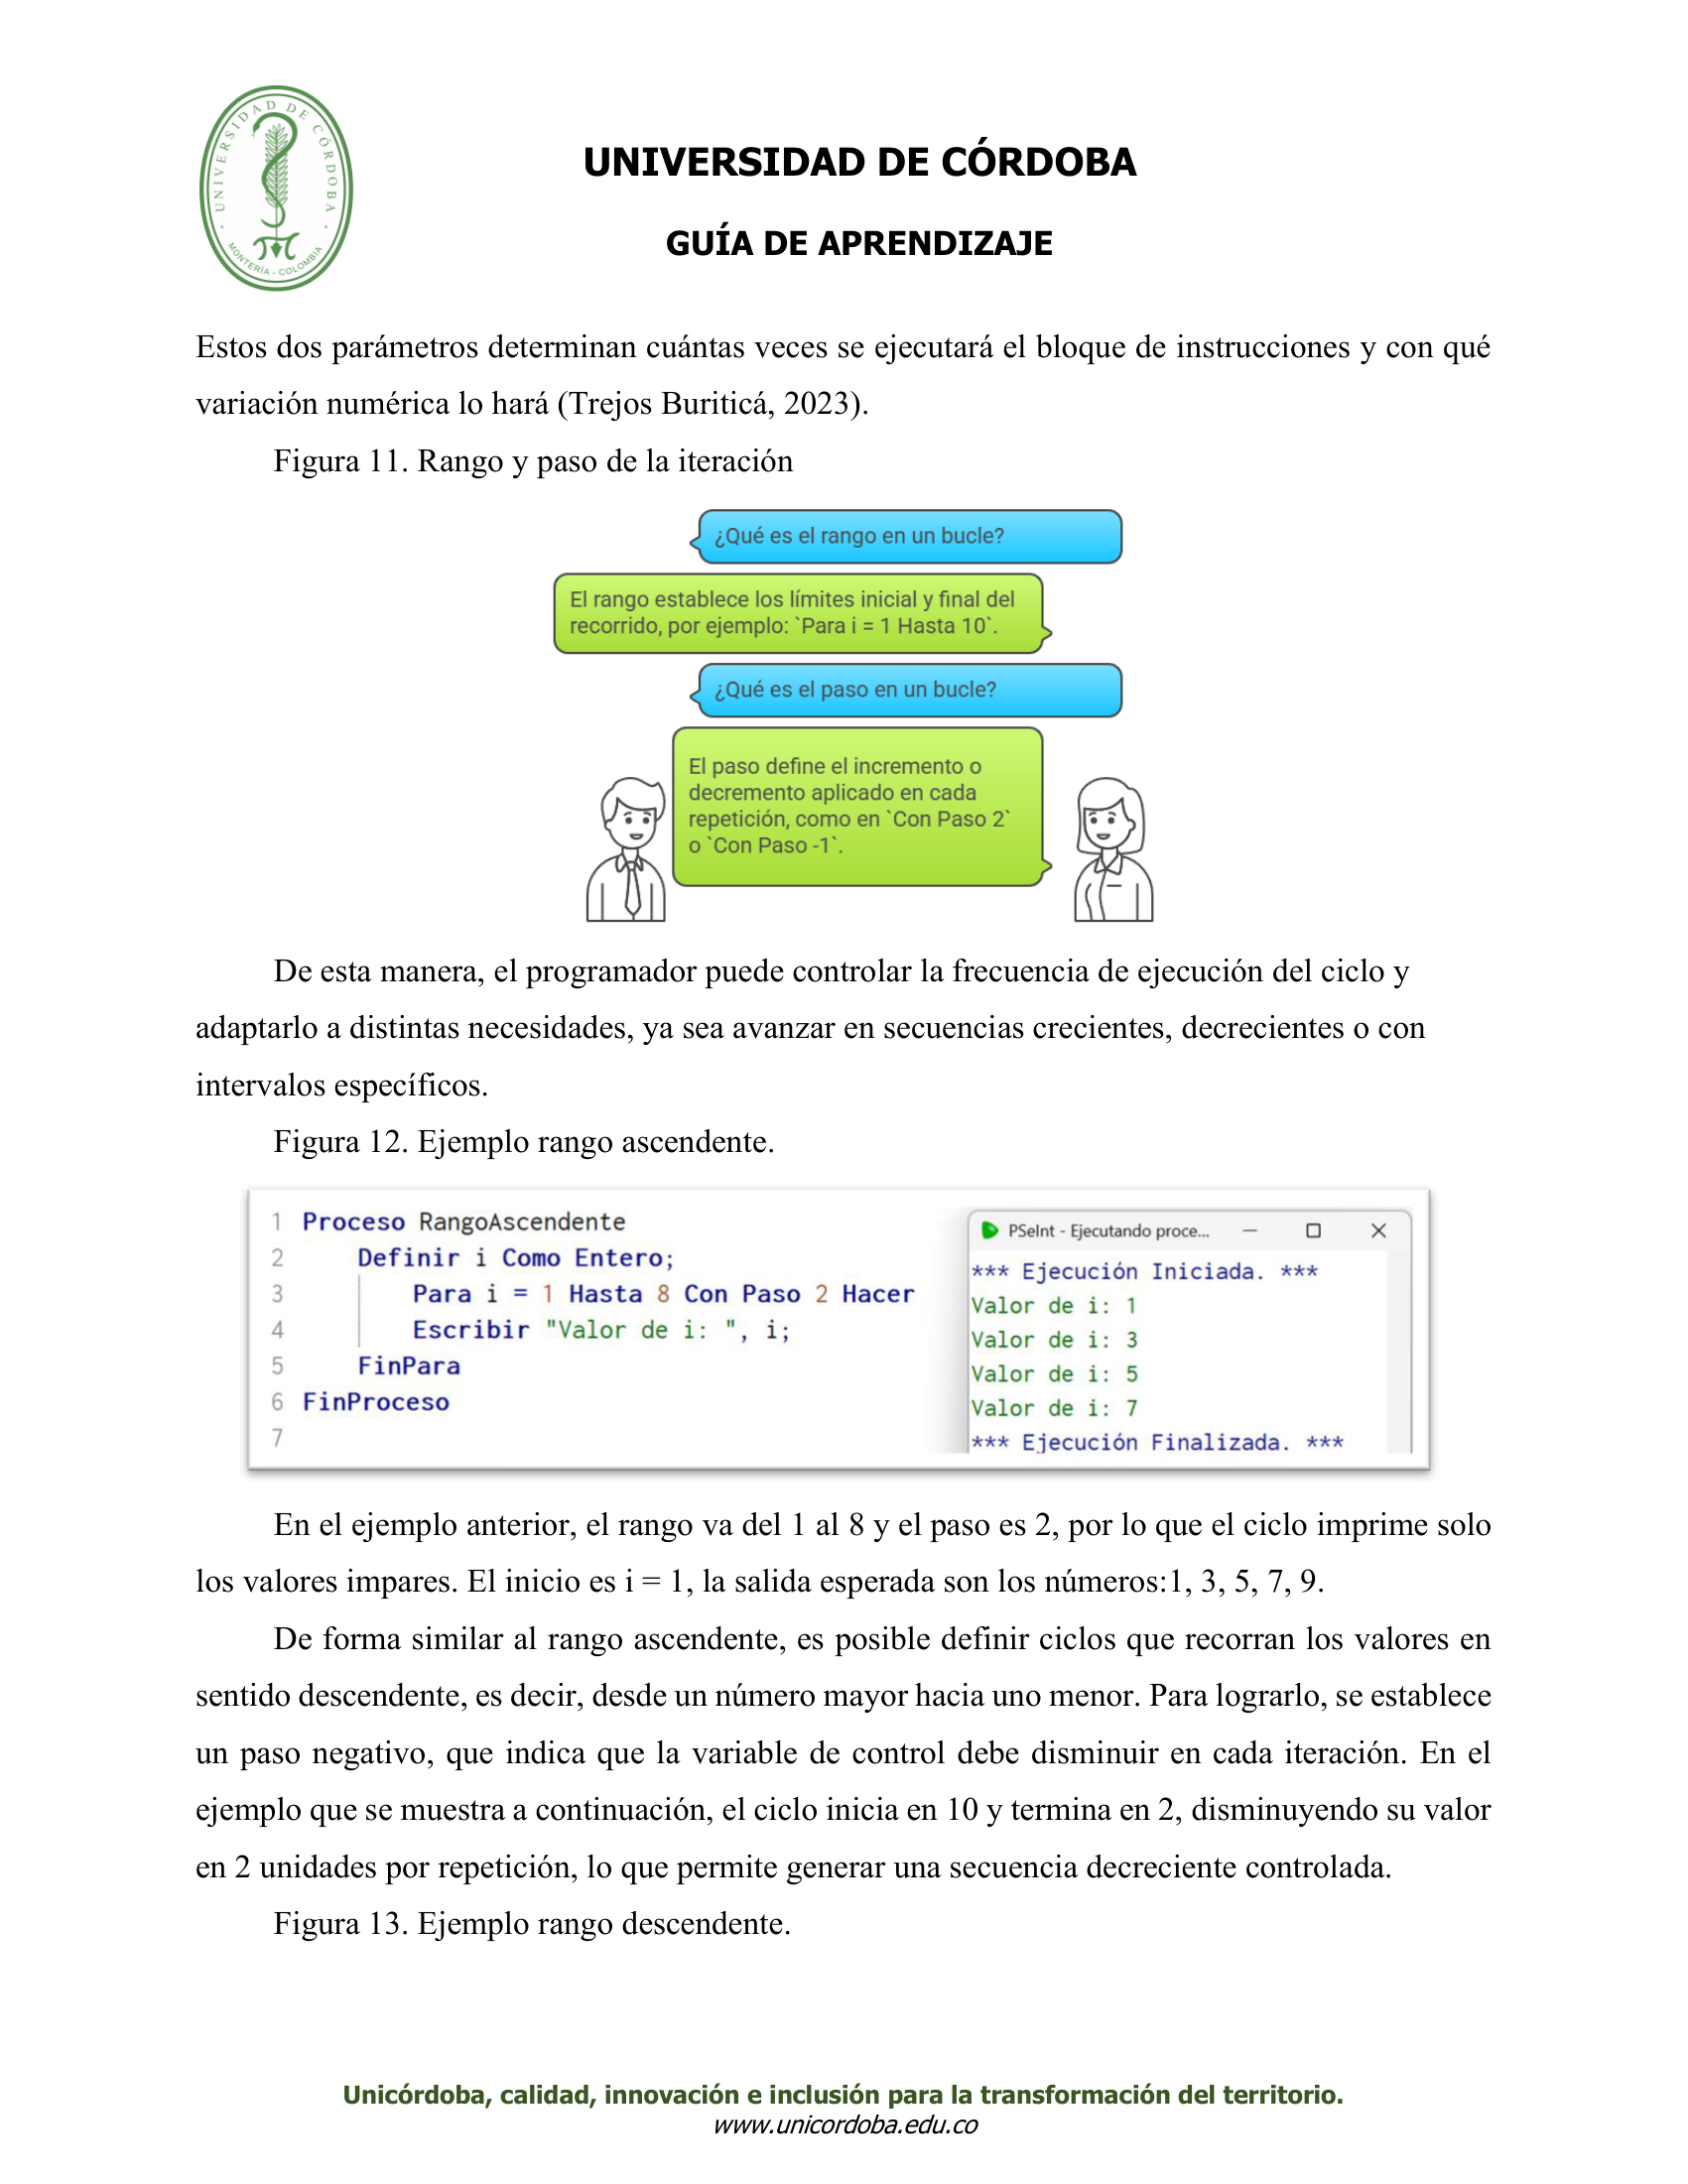 UNIVERSIDAD DE CÓRDOBA
MONTERÍA - COLOMBIA
UNIVERSIDAD DE CÓRDOBA
GUÍA DE APRENDIZAJE
Estos dos parámetros determinan cuántas veces se ejecutará el bloque de instrucciones y con qué
variación numérica lo hará (Trejos Buriticá, 2023).
Figura 11. Rango y paso de la iteración
¿Qué es el rango en un bucle?
El rango establece los límites inicial y final del
recorrido, por ejemplo: `Para i = 1 Hasta 10`.
¿Qué es el paso en un bucle?
El paso define el incremento o
decremento aplicado en cada
repetición, como en `Con Paso 2`
o `Con Paso -1`.
De esta manera, el programador puede controlar la frecuencia de ejecución del ciclo y
adaptarlo a distintas necesidades, ya sea avanzar en secuencias crecientes, decrecientes o con
intervalos específicos.
Figura 12. Ejemplo rango ascendente.
1 Proceso RangoAscendente
2 Definir i Como Entero;
3 Para i = 1 Hasta 8 Con Paso 2 Hacer
4 Escribir "Valor de i: ", i;
5 FinPara
6 FinProceso
7
PSeInt - Ejecutando proce...
*** Ejecución Iniciada. ***
Valor de i: 1
Valor de i: 3
Valor de i: 5
Valor de i: 7
*** Ejecución Finalizada. ***
En el ejemplo anterior, el rango va del 1 al 8 y el paso es 2, por lo que el ciclo imprime solo
los valores impares. El inicio es i = 1, la salida esperada son los números:1, 3, 5, 7, 9.
De forma similar al rango ascendente, es posible definir ciclos que recorran los valores en
sentido descendente, es decir, desde un número mayor hacia uno menor. Para lograrlo, se establece
un paso negativo, que indica que la variable de control debe disminuir en cada iteración. En el
ejemplo que se muestra a continuación, el ciclo inicia en 10 y termina en 2, disminuyendo su valor
en 2 unidades por repetición, lo que permite generar una secuencia decreciente controlada.
Figura 13. Ejemplo rango descendente.
Unicórdoba, calidad, innovación e inclusión para la transformación del territorio.
www.unicordoba.edu.co